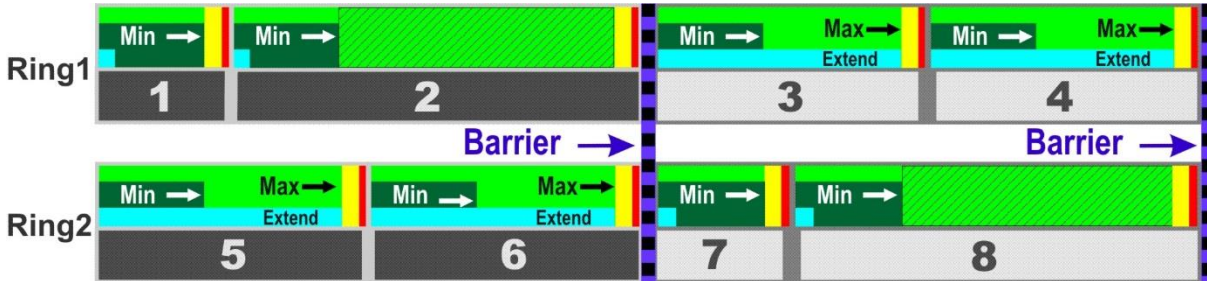 Min Min Min Max Min Max
Ring1 Extend Extend
1 2 3 4
Barrier Barrier
Min Max Min Max Min Min
Ring2 Extend Extend
5 6 7 8